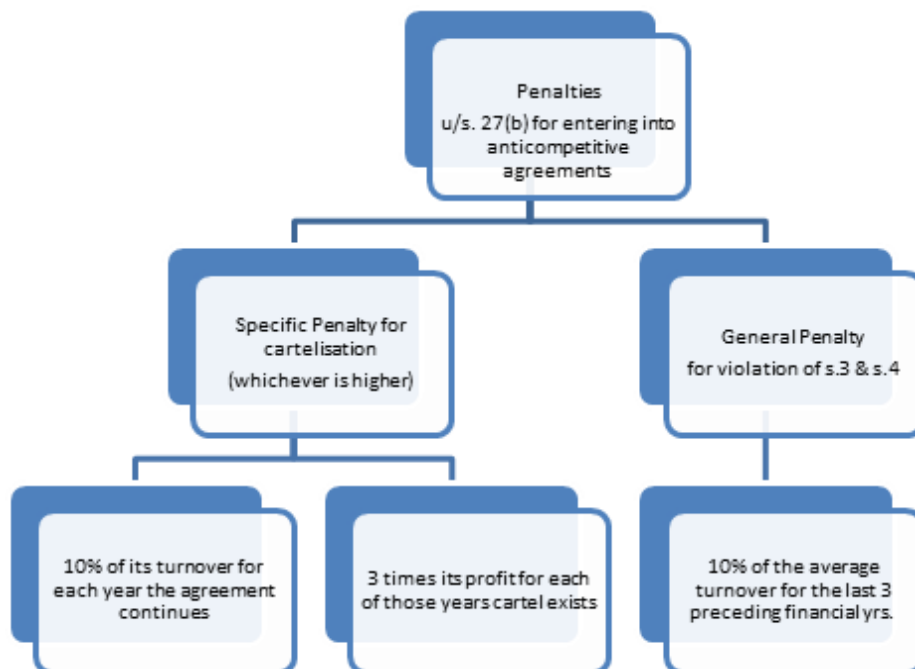 Penalties
u/s. 27(b) for entering into
anticompetitive
agreements
Specific Penalty for
cartelisation
(whichever is higher)
General Penalty
for violation of s.3 & s.4
10% of its turnover for
each year the agreement
continues
3 times its profit for each
of those years cartel exists
10% of the average
turnover for the last 3
preceding financial yrs.